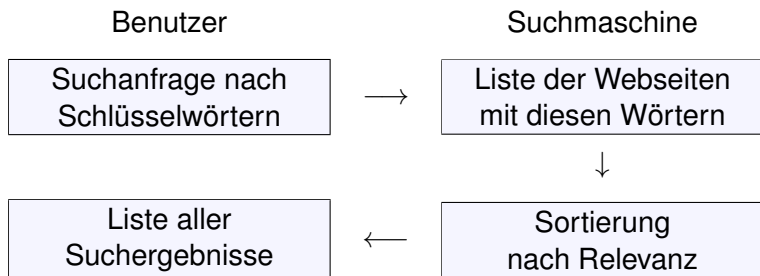 Benutzer
Suchmaschine
Suchanfrage nach
Schlüsselwörtern
⟶
Liste der Webseiten
mit diesen Wörtern
↓
Liste aller
Suchergebnisse
⟵
Sortierung
nach Relevanz